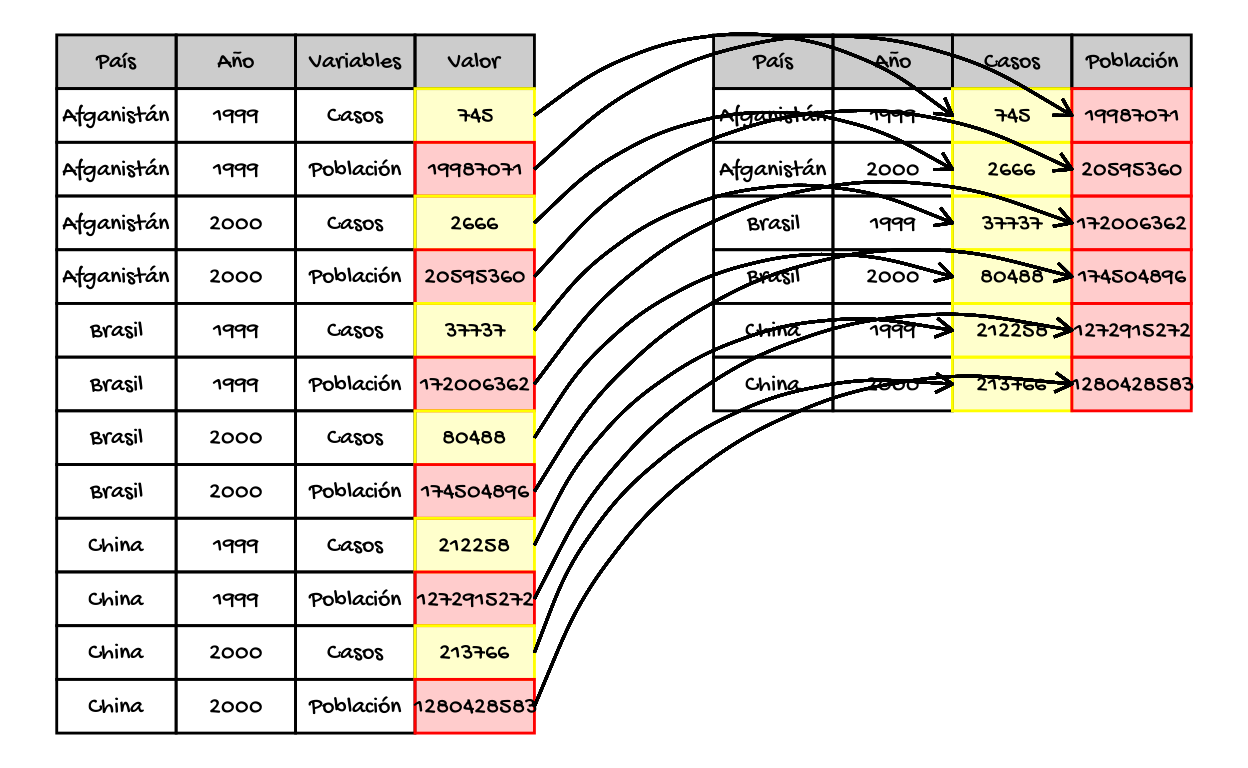 País Año Variables Valor
Afganistán 1999 Casos 745
Afganistán 1999 Población 19987071
Afganistán 2000 Casos 2666
Afganistán 2000 Población 20595360
Brasil 1999 Casos 37737
Brasil 1999 Población 172006362
Brasil 2000 Casos 80488
Brasil 2000 Población 174504896
China 1999 Casos 212258
China 1999 Población 1272915272
China 2000 Casos 213766
China 2000 Población 1280428583
País Año Casos Población
Afganistán 1999 745 19987071
Afganistán 2000 2666 20595360
Brasil 1999 37737 172006362
Brasil 2000 80488 174504896
China 1999 212258 1272915272
China 2000 213766 1280428583